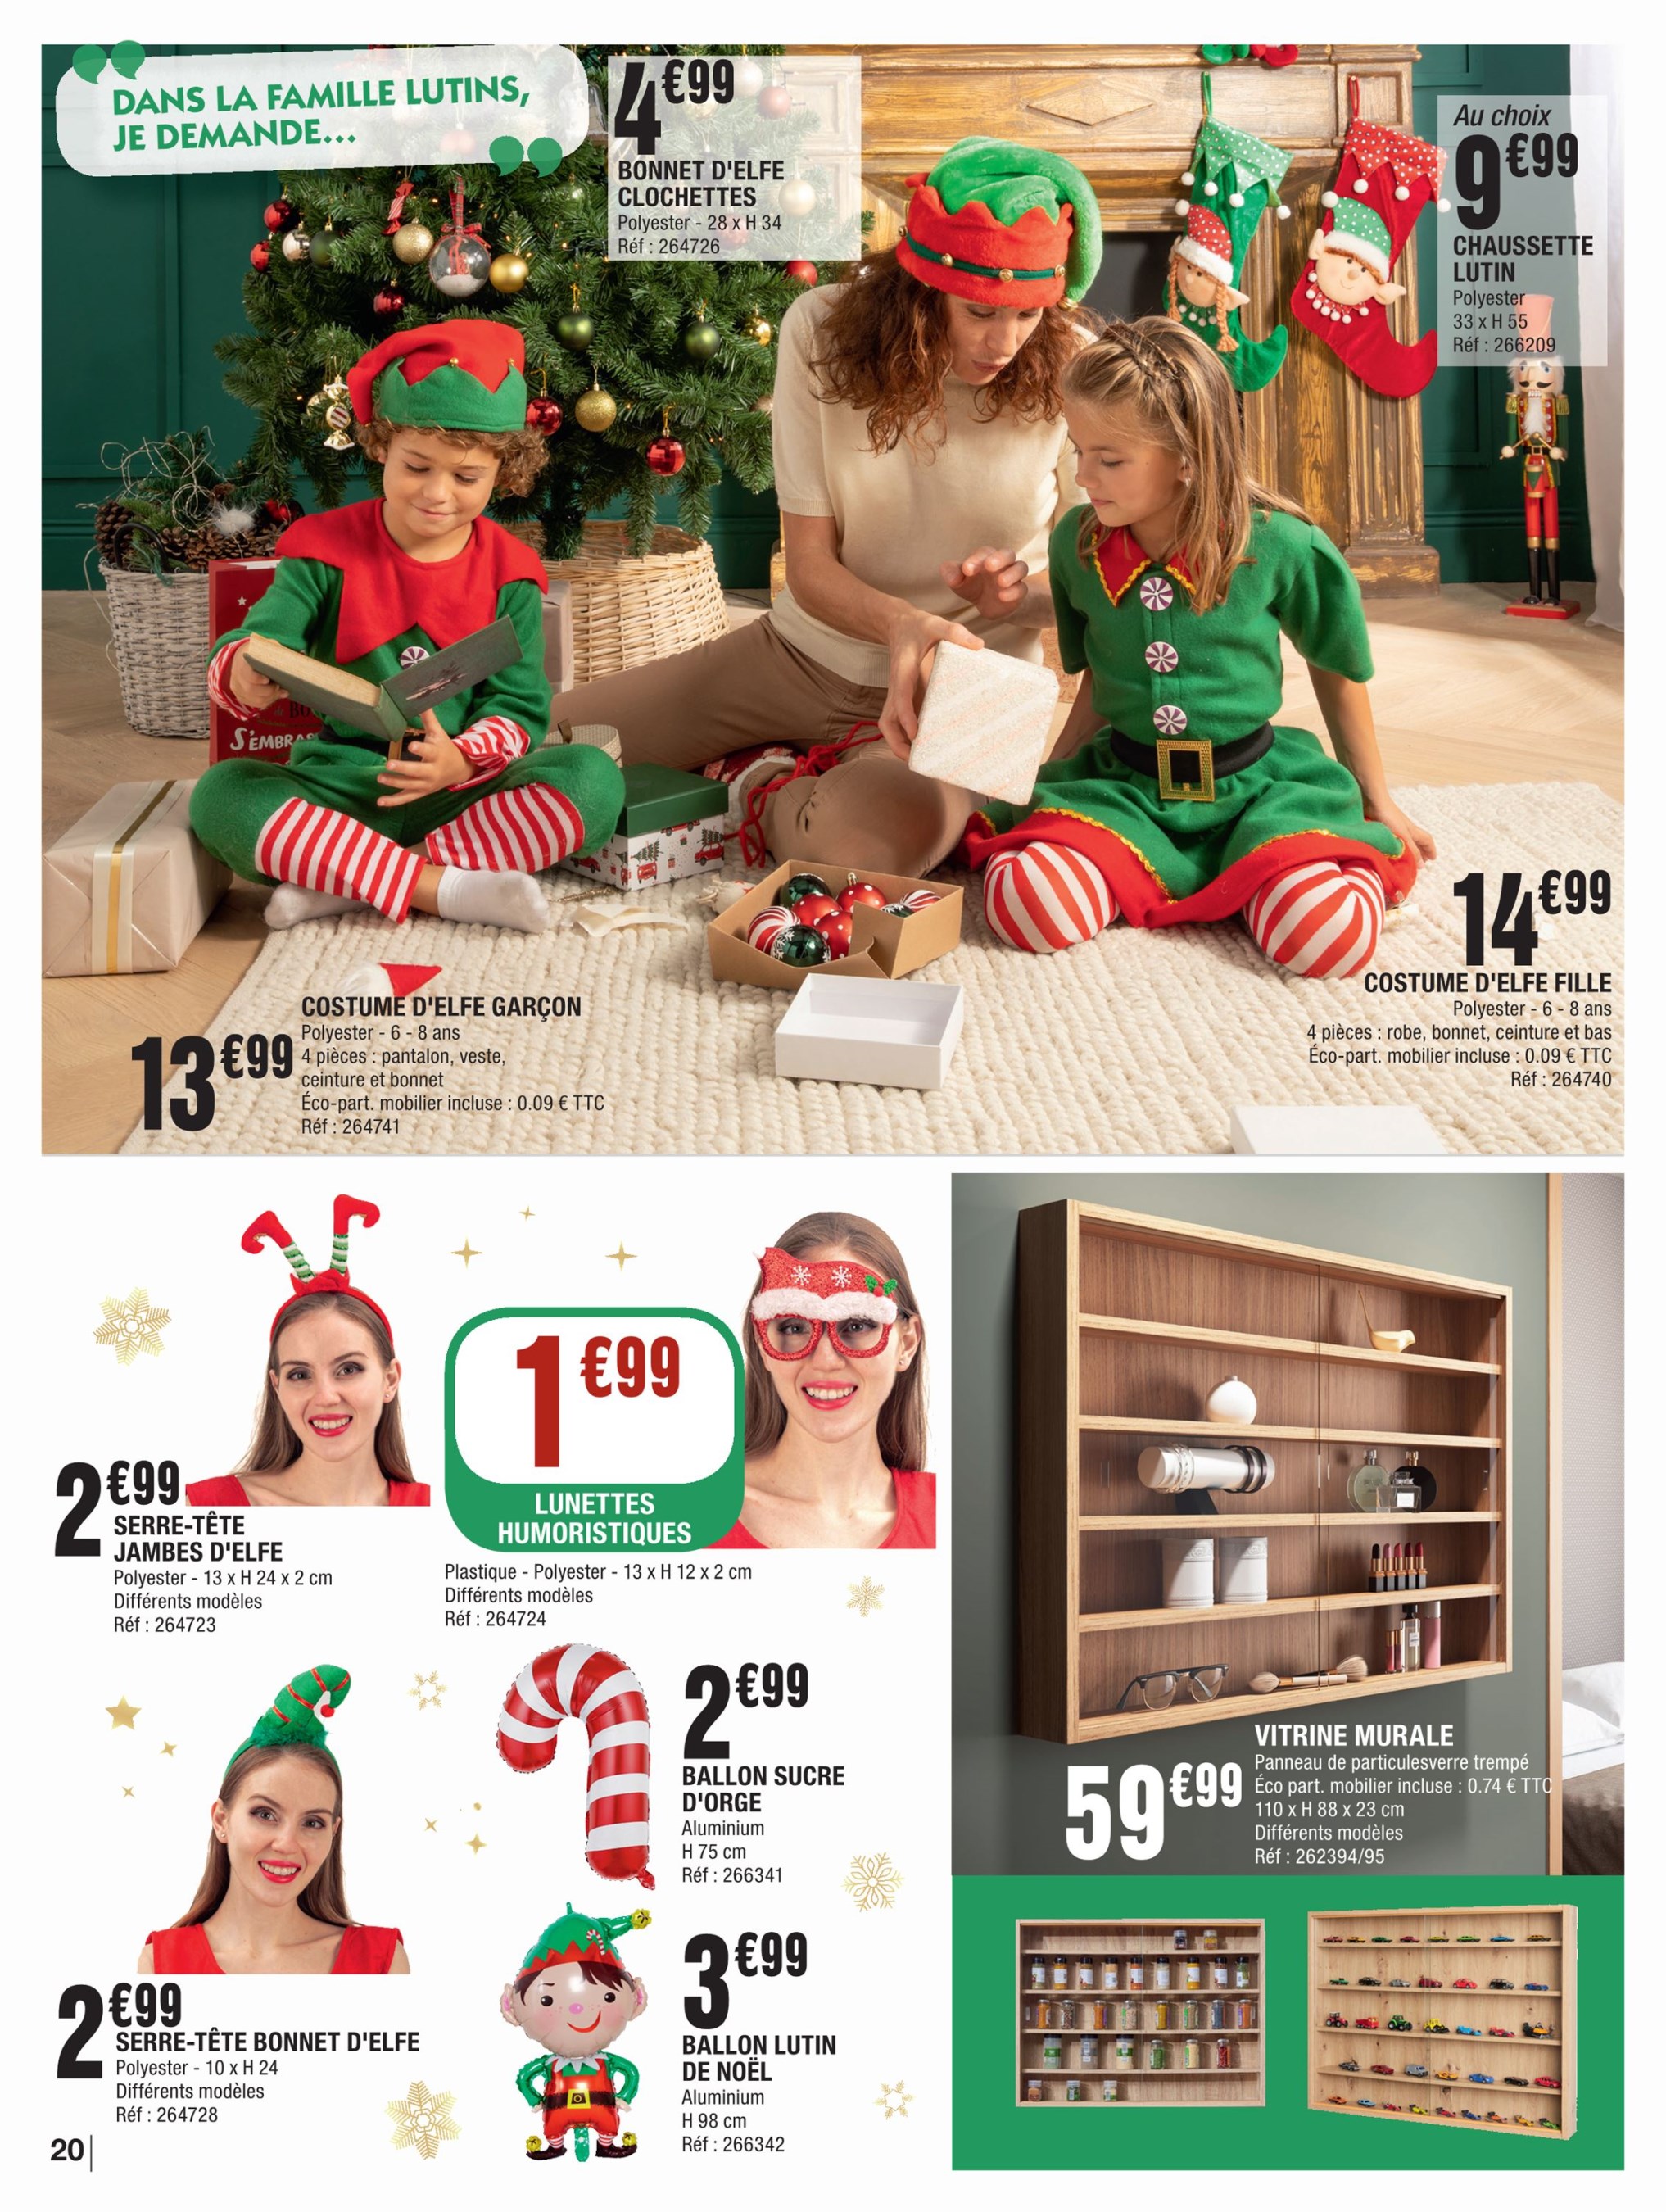 DANS LA FAMILLE LUTINS,
JE DEMANDE...
4€99
BONNET D'ELFE
CLOCHETTES
Polyester - 28 x H 34
Réf : 264726
Au choix
9€99
CHAUSSETTE
LUTIN
Polyester
33 x H 55
Réf : 266209
S'EMBRAS
13€99
COSTUME D'ELFE GARÇON
Polyester - 6 - 8 ans
4 pièces : pantalon, veste,
ceinture et bonnet
Éco-part. mobilier incluse : 0.09 € TTC
Réf : 264741
14€99
COSTUME D'ELFE FILLE
Polyester - 6 - 8 ans
4 pièces : robe, bonnet, ceinture et bas
Éco-part. mobilier incluse : 0.09 € TTC
Réf : 264740
2€99
SERRE-TÊTE
JAMBES D'ELFE
Polyester - 13 x H 24 x 2 cm
Différents modèles
Réf : 264723
1€99
LUNETTES
HUMORISTIQUES
Plastique - Polyester - 13 x H 12 x 2 cm
Différents modèles
Réf : 264724
2€99
BALLON SUCRE
D'ORGE
Aluminium
H 75 cm
Réf : 266341
2€99
SERRE-TÊTE BONNET D'ELFE
Polyester - 10 x H 24
Différents modèles
Réf : 264728
3€99
BALLON LUTIN
DE NOËL
Aluminium
H 98 cm
Réf : 266342
59€99
VITRINE MURALE
Panneau de particulesverre trempé
Éco part. mobilier incluse : 0.74 € TTC
110 x H 88 x 23 cm
Différents modèles
Réf : 262394/95
20